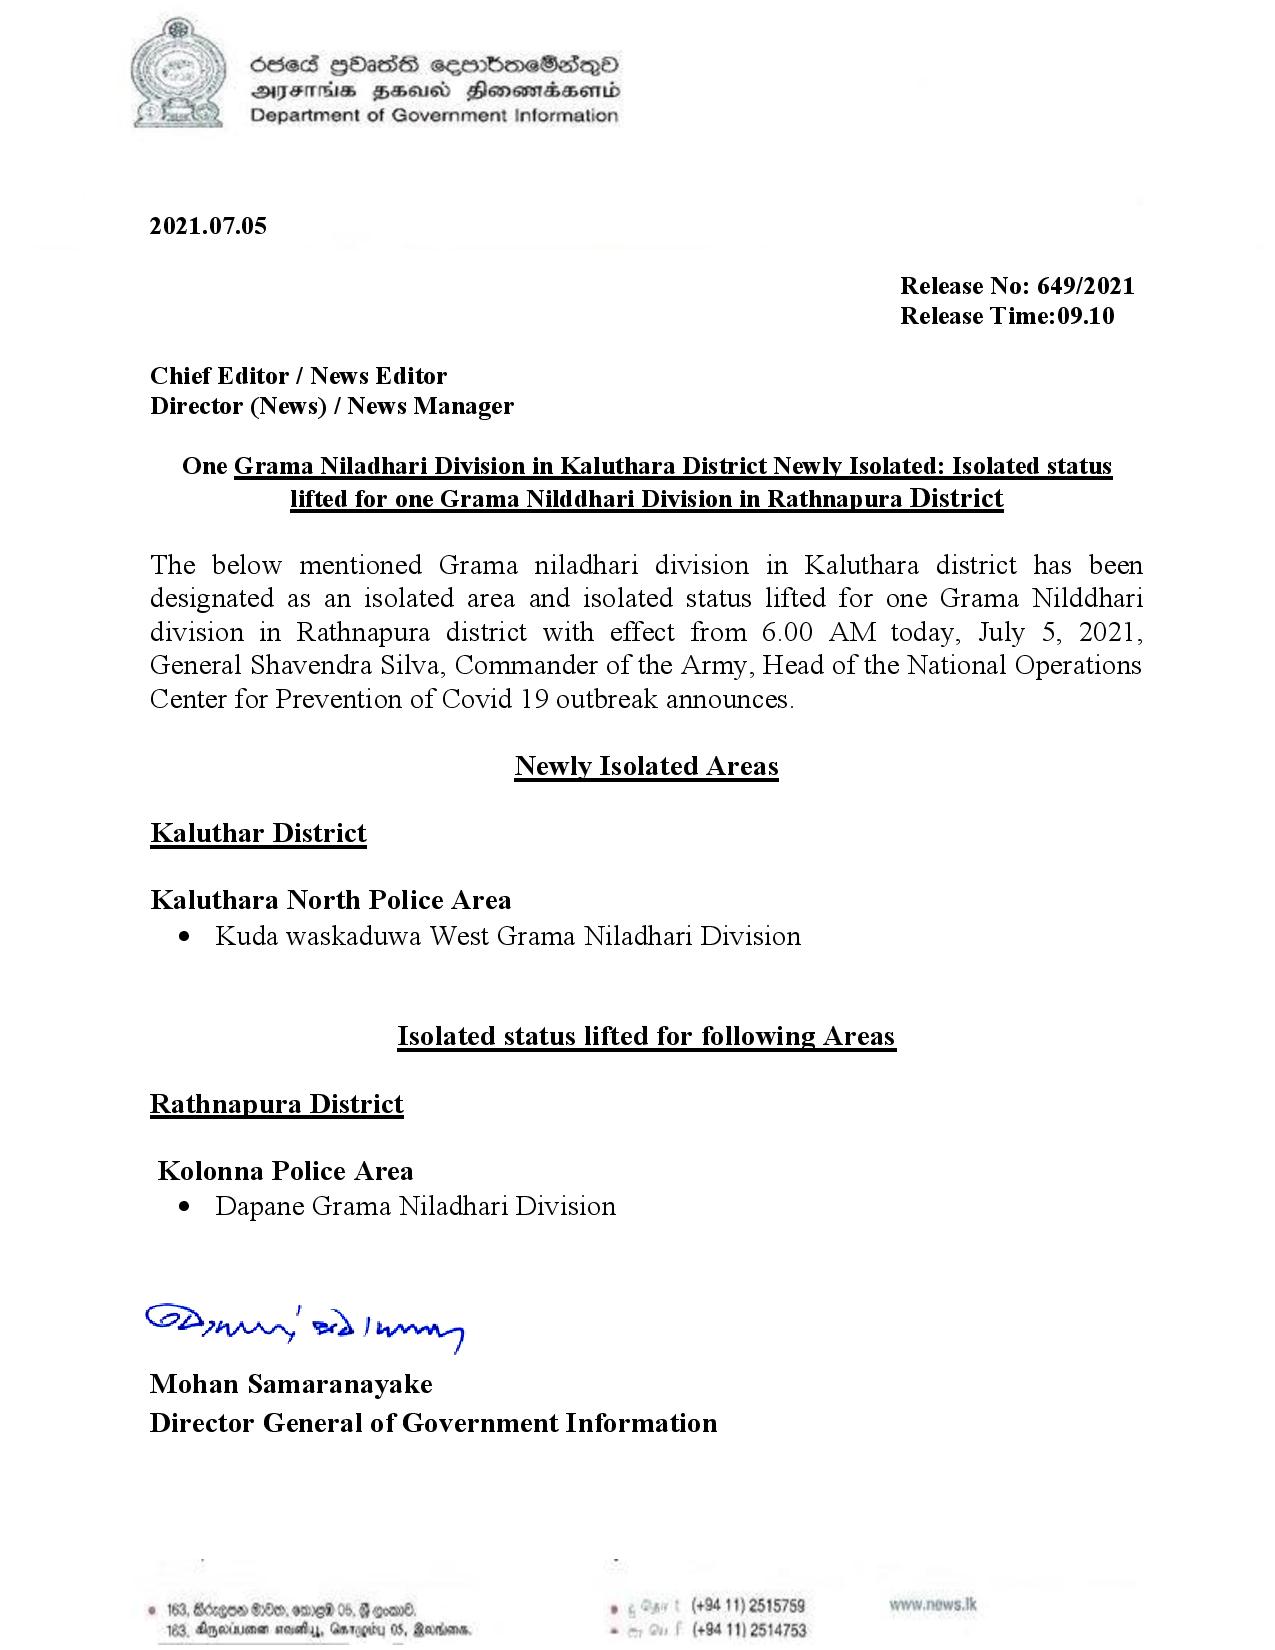 රජයේ ප්‍රවෘත්ති දෙපාර්තමේන්තුව
அரசாங்க தகவல் திணைக்களம்
Department of Government Information
2021.07.05
Release No: 649/2021
Release Time:09.10
Chief Editor / News Editor
Director (News) / News Manager
One Grama Niladhari Division in Kaluthara District Newly Isolated: Isolated status
lifted for one Grama Nilddhari Division in Rathnapura District
The below mentioned Grama niladhari division in Kaluthara district has been
designated as an isolated area and isolated status lifted for one Grama Nilddhari
division in Rathnapura district with effect from 6.00 AM today, July 5, 2021,
General Shavendra Silva, Commander of the Army, Head of the National Operations
Center for Prevention of Covid 19 outbreak announces.
Newly Isolated Areas
Kaluthar District
Kaluthara North Police Area
• Kuda waskaduwa West Grama Niladhari Division
Isolated status lifted for following Areas
Rathnapura District
Kolonna Police Area
• Dapane Grama Niladhari Division
Mohan Samaranayake
Director General of Government Information
• 163, කිරුලපන මාවත, කොළඹ 05, ශ්‍රී ලංකාව.
163, கிருலப்பனை எவனியூ, கொழும்பு 05, இலங்கை.
(+94 11) 2515759
(+94 11) 2514753
www.news.lk